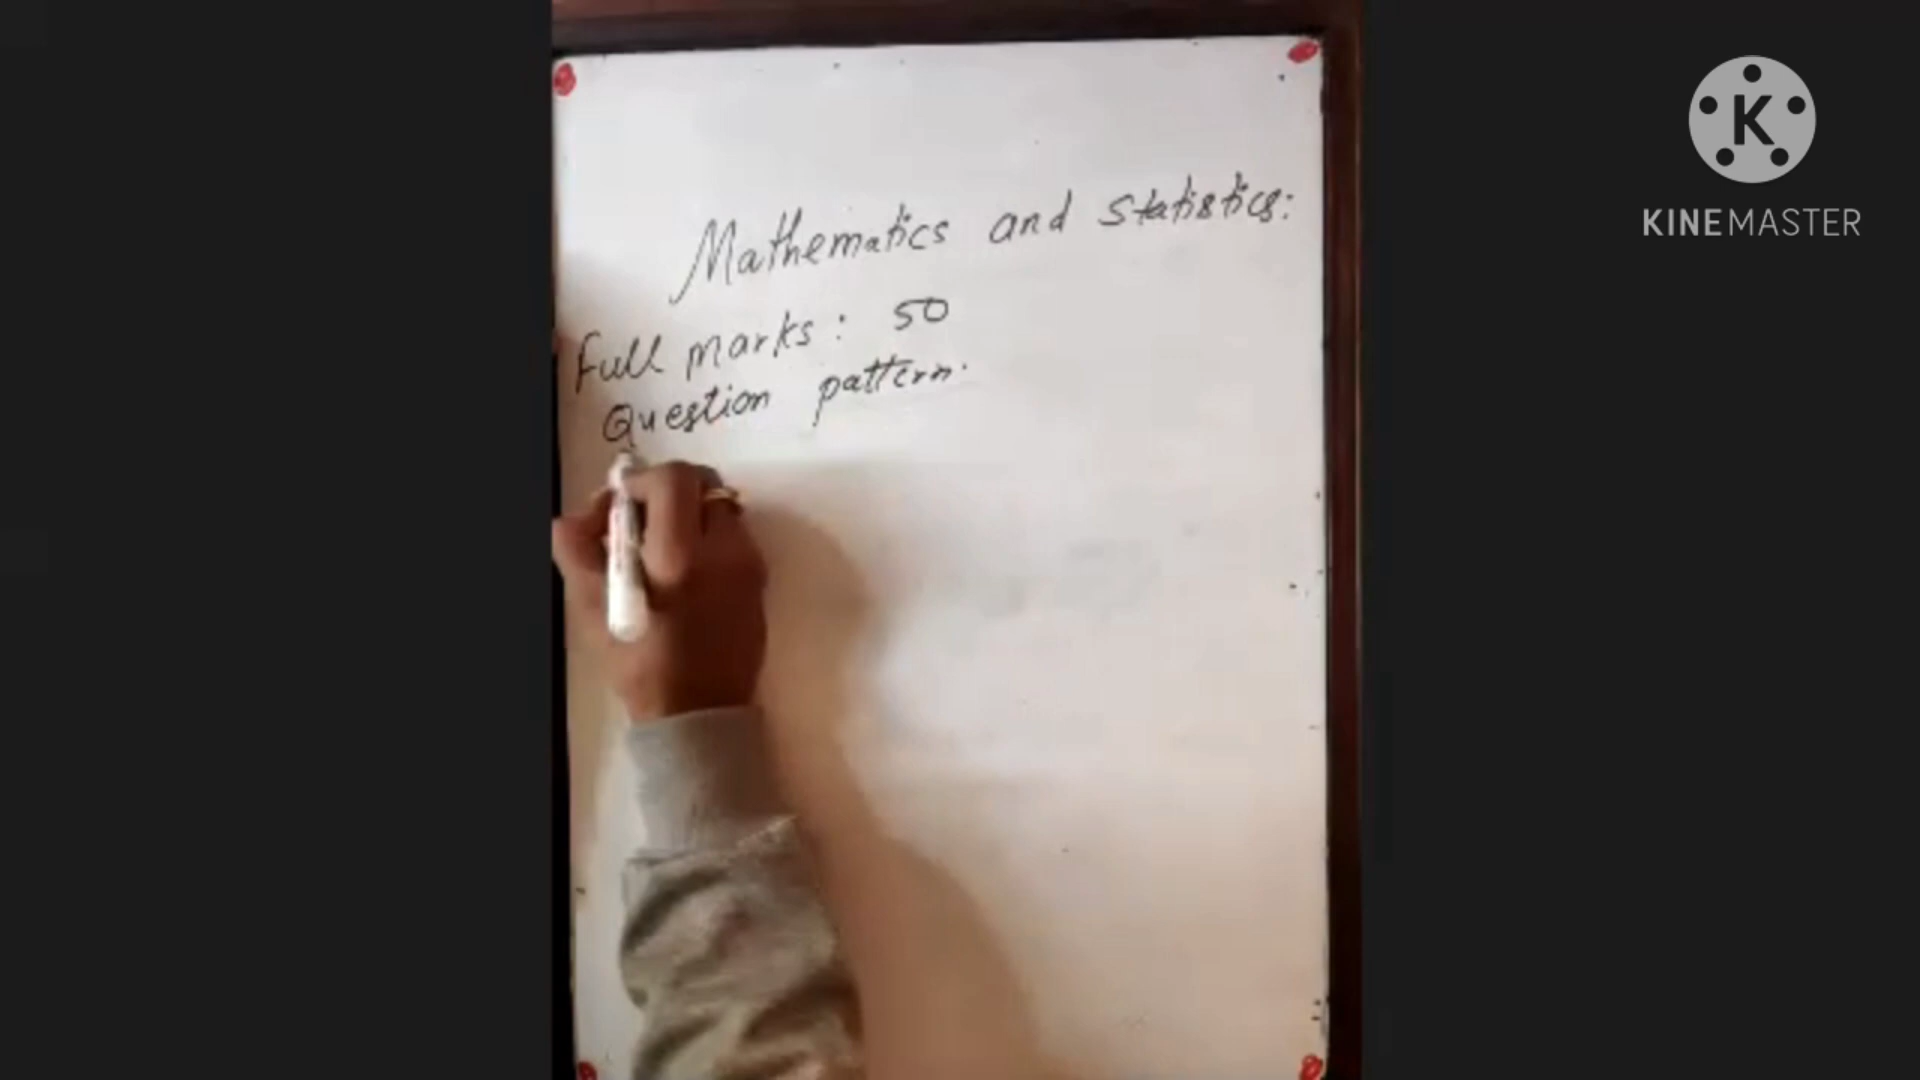 Mathematics and Statistics:
Full marks: 50
Question pattern.
K
KINEMASTER